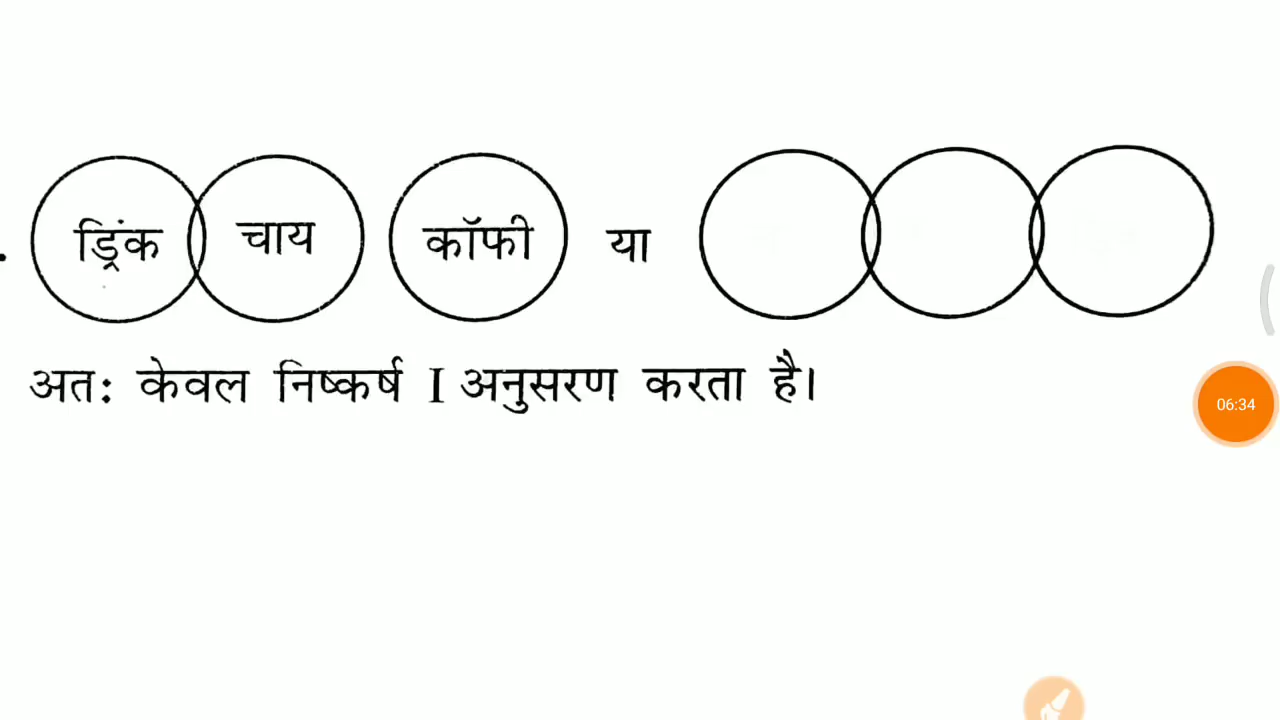 . ड्रिंक चाय कॉफी या
अतः केवल निष्कर्ष I अनुसरण करता है।
06:34